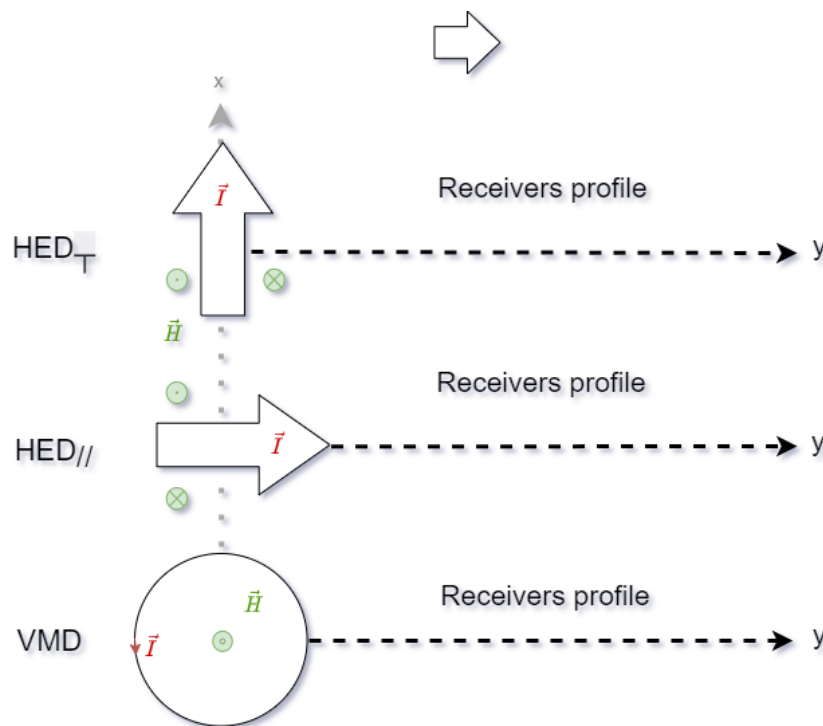 x
I⃗
Receivers profile
HED⊤
y
H⃗
Receivers profile
HED//
I⃗
y
H⃗
Receivers profile
VMD
I⃗
y